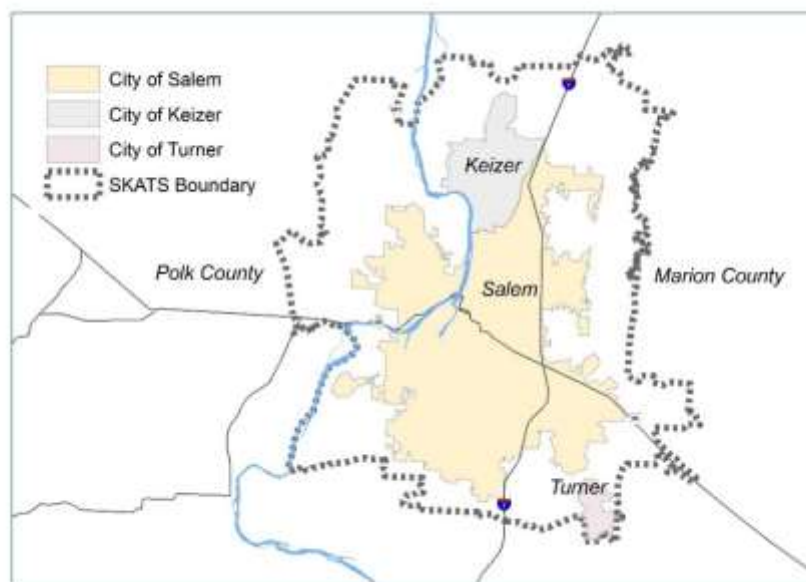 City of Salem
City of Keizer
City of Turner
SKATS Boundary
Keizer
Polk County
Salem
Marion County
Turner